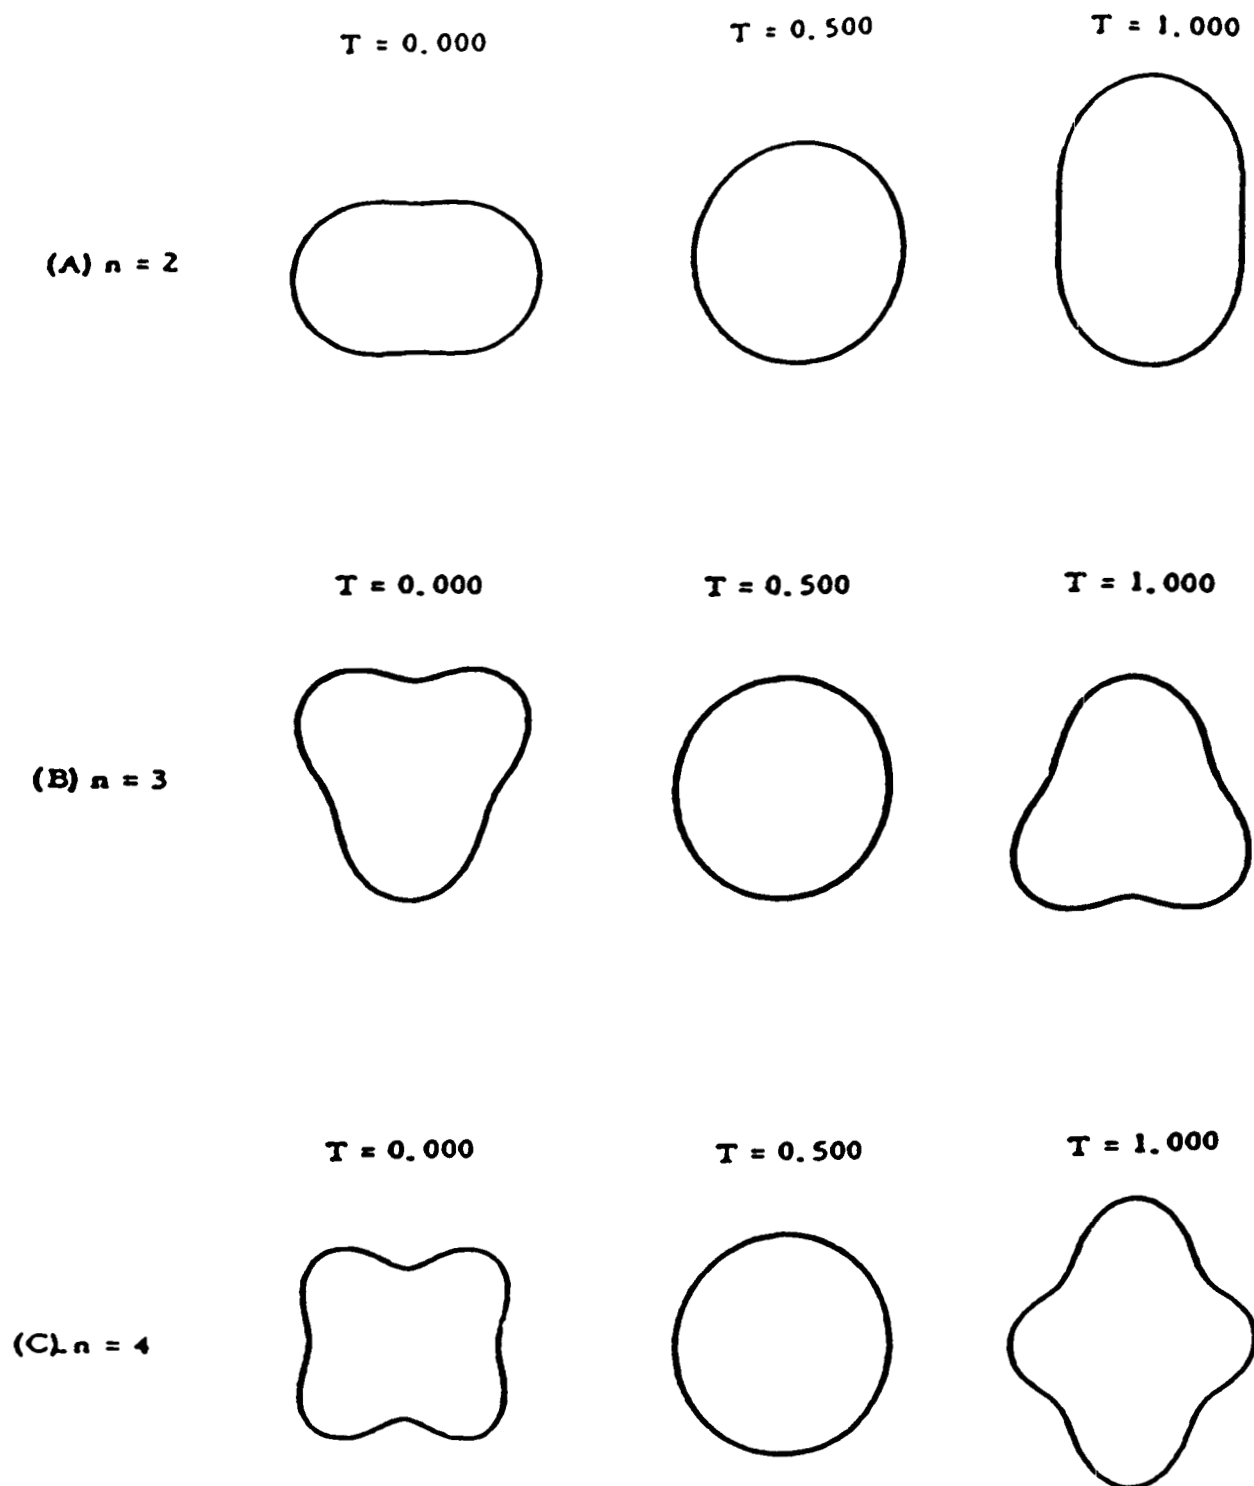 T = 0.000 T = 0.500 T = 1.000
(A) n = 2
T = 0.000 T = 0.500 T = 1.000
(B) n = 3
T = 0.000 T = 0.500 T = 1.000
(C) n = 4